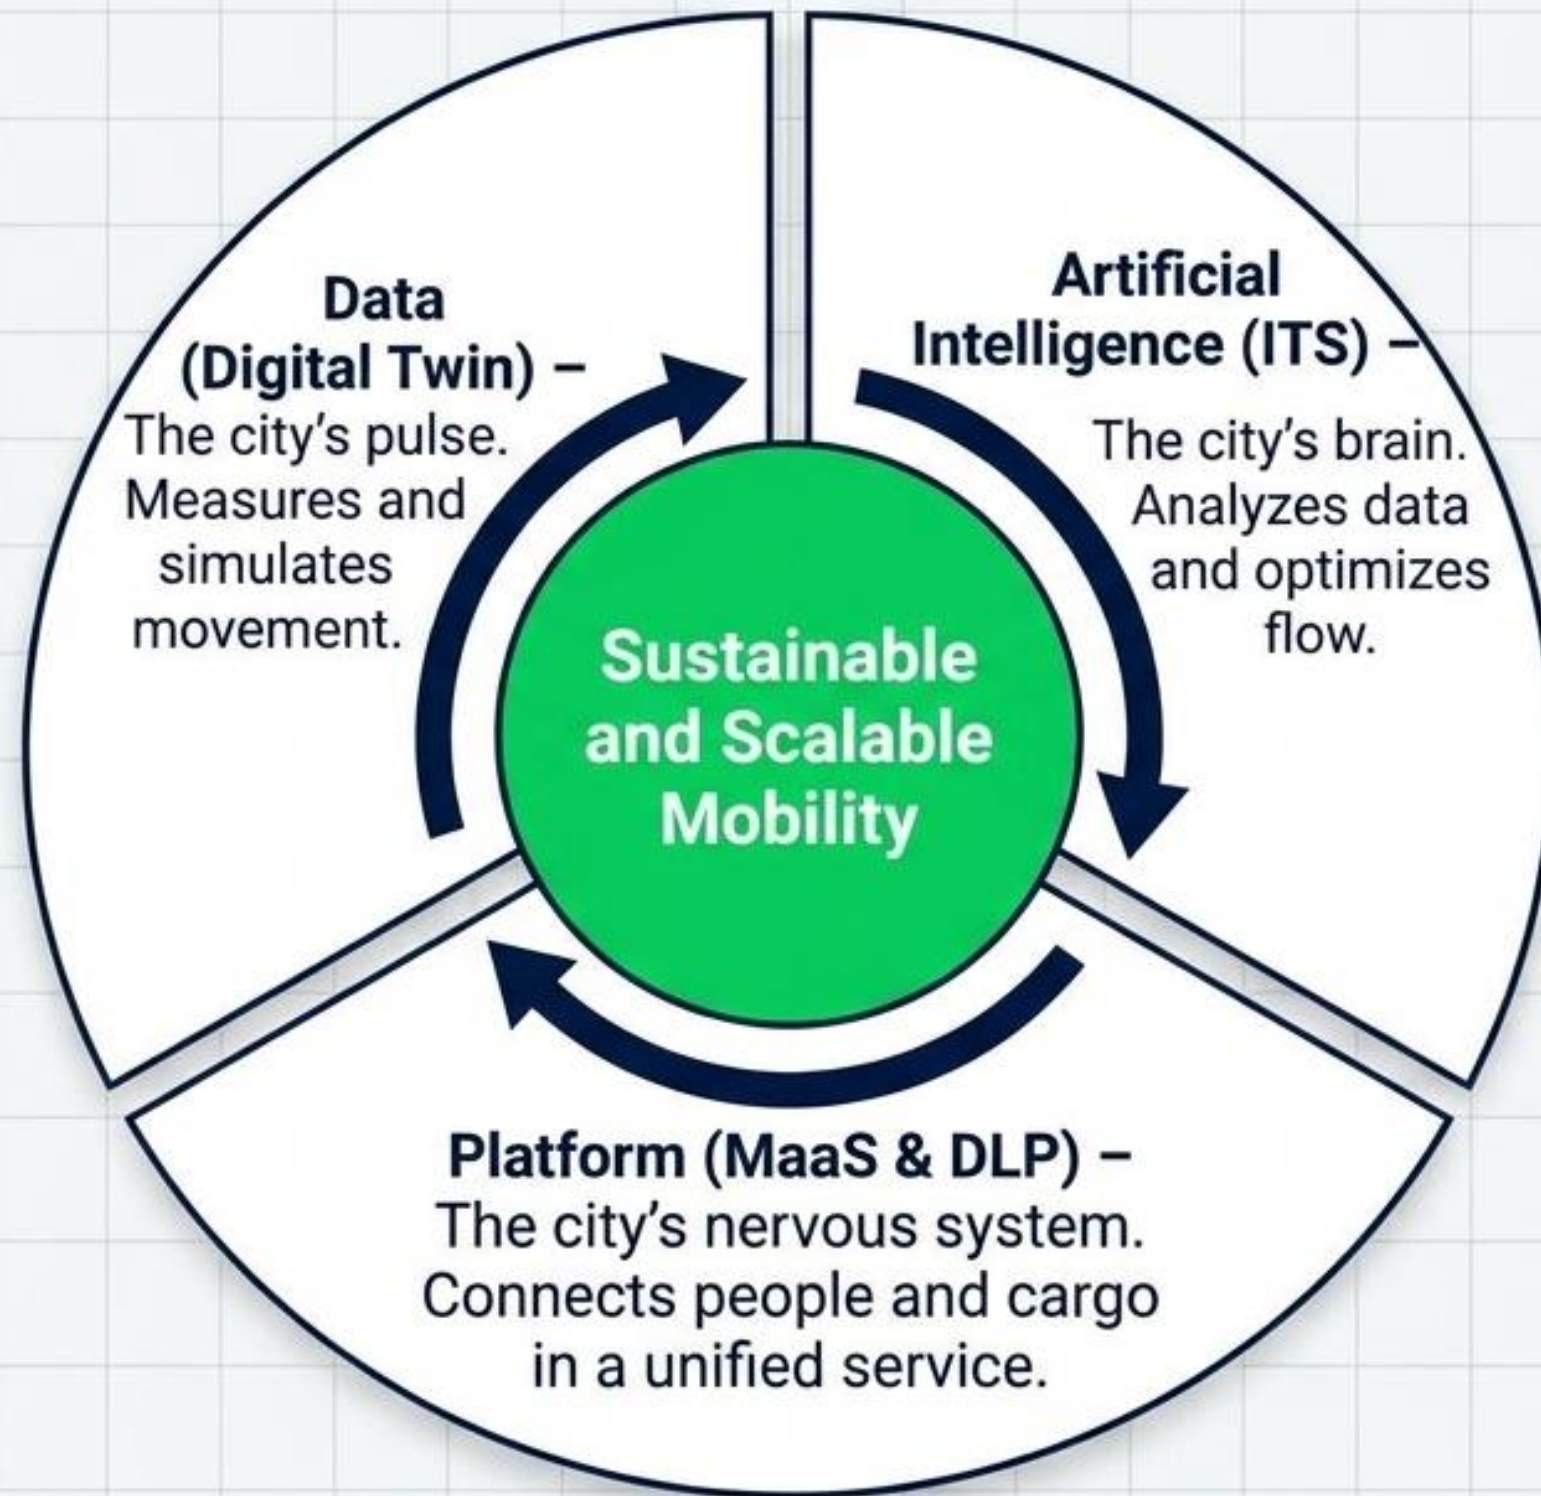 Data
(Digital Twin) –
The city’s pulse.
Measures and
simulates
movement.
Artificial
Intelligence (ITS) –
The city’s brain.
Analyzes data
and optimizes
flow.
Sustainable
and Scalable
Mobility
Platform (MaaS & DLP) –
The city’s nervous system.
Connects people and cargo
in a unified service.